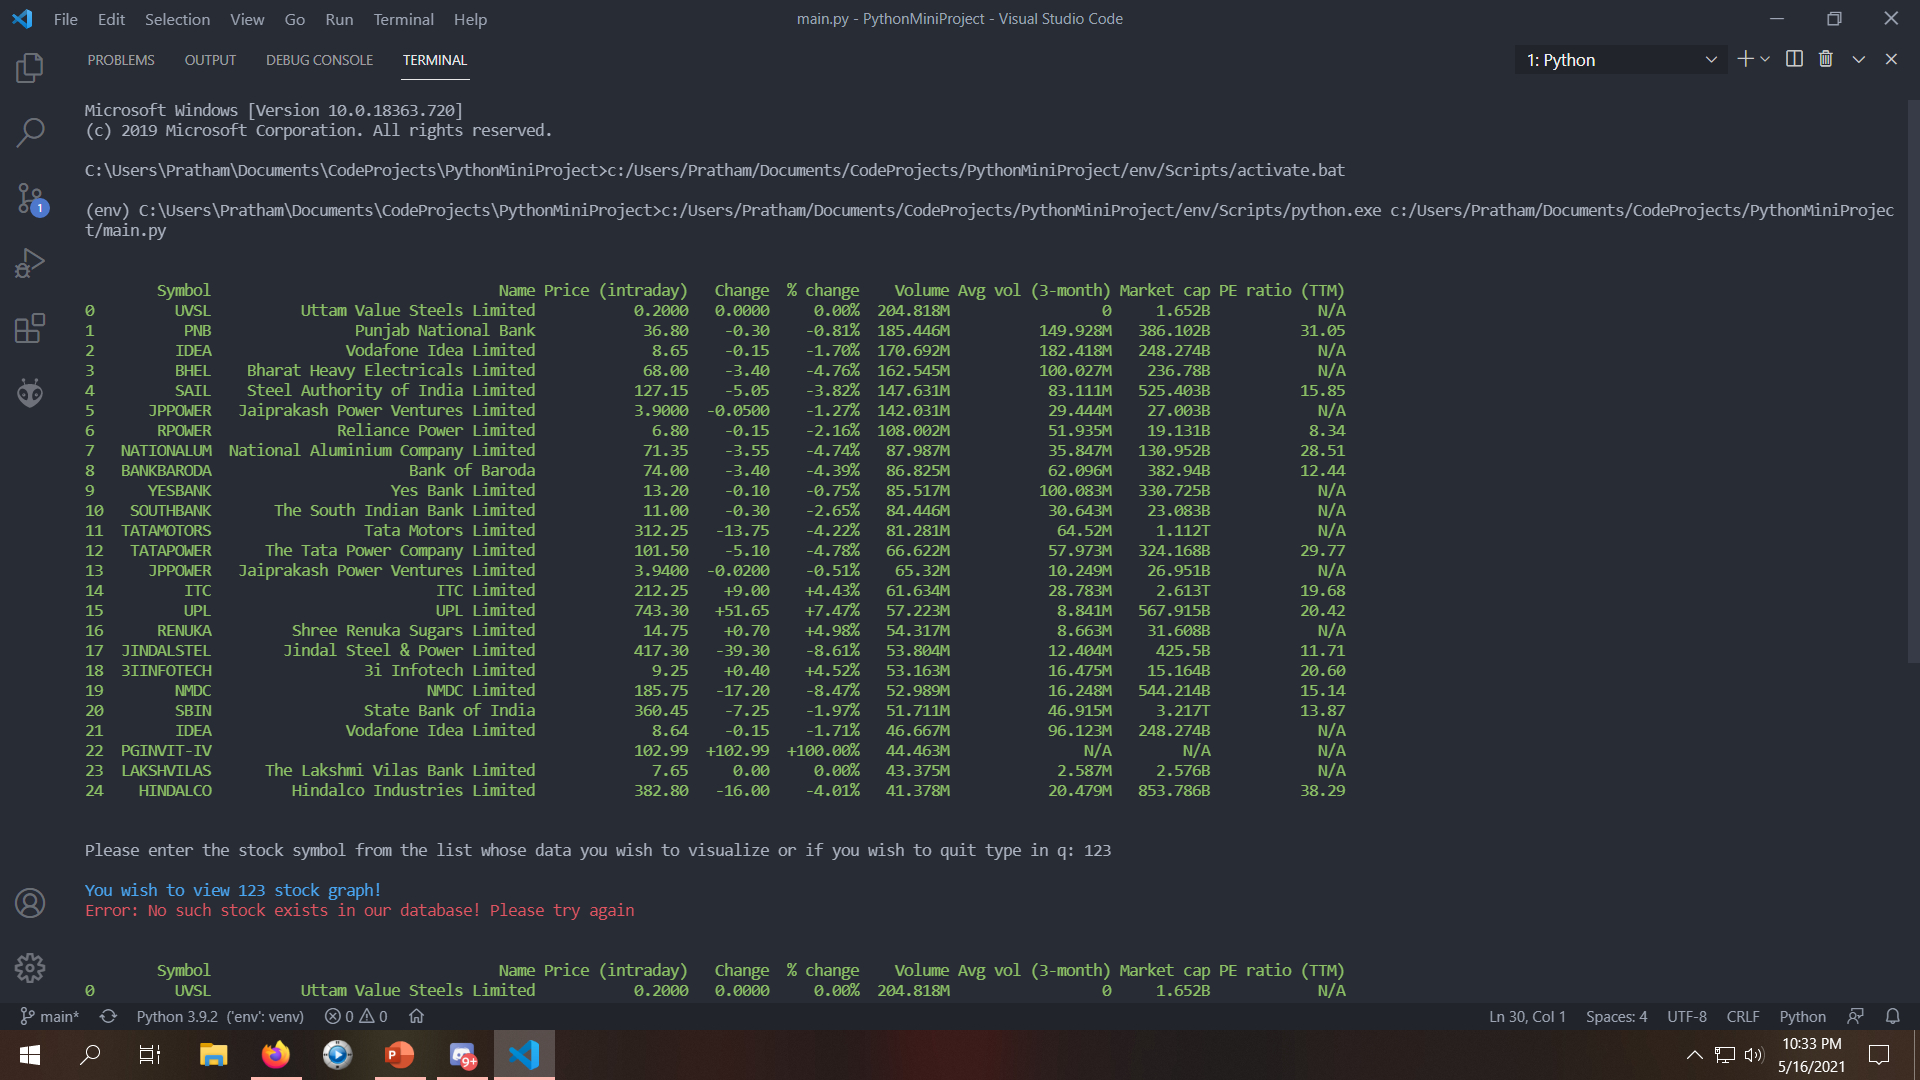 File Edit Selection View Go Run Terminal Help
main.py - PythonMiniProject - Visual Studio Code
PROBLEMS OUTPUT DEBUG CONSOLE TERMINAL
1: Python
Microsoft Windows [Version 10.0.18363.720]
(c) 2019 Microsoft Corporation. All rights reserved.
C:\Users\Pratham\Documents\CodeProjects\PythonMiniProject>c:/Users/Pratham/Documents/CodeProjects/PythonMiniProject/env/Scripts/activate.bat
(env) C:\Users\Pratham\Documents\CodeProjects\PythonMiniProject>c:/Users/Pratham/Documents/CodeProjects/PythonMiniProject/env/Scripts/python.exe c:/Users/Pratham/Documents/CodeProjects/PythonMiniProjec
t/main.py
Symbol Name Price (intraday) Change % change Volume Avg vol (3-month) Market cap PE ratio (TTM)
0 UVSL Uttam Value Steels Limited 0.2000 0.0000 0.00% 204.818M 0 1.652B N/A
1 PNB Punjab National Bank 36.80 -0.30 -0.81% 185.446M 149.928M 386.102B 31.05
2 IDEA Vodafone Idea Limited 8.65 -0.15 -1.70% 170.692M 182.418M 248.274B N/A
3 BHEL Bharat Heavy Electricals Limited 68.00 -3.40 -4.76% 162.545M 100.027M 236.78B N/A
4 SAIL Steel Authority of India Limited 127.15 -5.05 -3.82% 147.631M 83.111M 525.403B 15.85
5 JPPOWER Jaiprakash Power Ventures Limited 3.9000 -0.0500 -1.27% 142.031M 29.444M 27.003B N/A
6 RPOWER Reliance Power Limited 6.80 -0.15 -2.16% 108.002M 51.935M 19.131B 8.34
7 NATIONALUM National Aluminium Company Limited 71.35 -3.55 -4.74% 87.987M 35.847M 130.952B 28.51
8 BANKBARODA Bank of Baroda 74.00 -3.40 -4.39% 86.825M 62.096M 382.94B 12.44
9 YESBANK Yes Bank Limited 13.20 -0.10 -0.75% 85.517M 100.083M 330.725B N/A
10 SOUTHBANK The South Indian Bank Limited 11.00 -0.30 -2.65% 84.446M 30.643M 23.083B N/A
11 TATAMOTORS Tata Motors Limited 312.25 -13.75 -4.22% 81.281M 64.52M 1.112T N/A
12 TATAPOWER The Tata Power Company Limited 101.50 -5.10 -4.78% 66.622M 57.973M 324.168B 29.77
13 JPPOWER Jaiprakash Power Ventures Limited 3.9400 -0.0200 -0.51% 65.32M 10.249M 26.951B N/A
14 ITC ITC Limited 212.25 +9.00 +4.43% 61.634M 28.783M 2.613T 19.68
15 UPL UPL Limited 743.30 +51.65 +7.47% 57.223M 8.841M 567.915B 20.42
16 RENUKA Shree Renuka Sugars Limited 14.75 +0.70 +4.98% 54.317M 8.663M 31.608B N/A
17 JINDALSTEL Jindal Steel & Power Limited 417.30 -39.30 -8.61% 53.804M 12.404M 425.5B 11.71
18 3IINFOTECH 3i Infotech Limited 9.25 +0.40 +4.52% 53.163M 16.475M 15.164B 20.60
19 NMDC NMDC Limited 185.75 -17.20 -8.47% 52.989M 16.248M 544.214B 15.14
20 SBIN State Bank of India 360.45 -7.25 -1.97% 51.711M 46.915M 3.217T 13.87
21 IDEA Vodafone Idea Limited 8.64 -0.15 -1.71% 46.667M 96.123M 248.274B N/A
22 PGINVIT-IV 102.99 +102.99 +100.00% 44.463M N/A N/A N/A
23 LAKSHVILAS The Lakshmi Vilas Bank Limited 7.65 0.00 0.00% 43.375M 2.587M 2.576B N/A
24 HINDALCO Hindalco Industries Limited 382.80 -16.00 -4.01% 41.378M 20.479M 853.786B 38.29
Please enter the stock symbol from the list whose data you wish to visualize or if you wish to quit type in q: 123
You wish to view 123 stock graph!
Error: No such stock exists in our database! Please try again
Symbol Name Price (intraday) Change % change Volume Avg vol (3-month) Market cap PE ratio (TTM)
0 UVSL Uttam Value Steels Limited 0.2000 0.0000 0.00% 204.818M 0 1.652B N/A
1
main* Python 3.9.2 ('env': venv) 0 0 Ln 30, Col 1 Spaces: 4 UTF-8 CRLF Python
9+
10:33 PM
5/16/2021